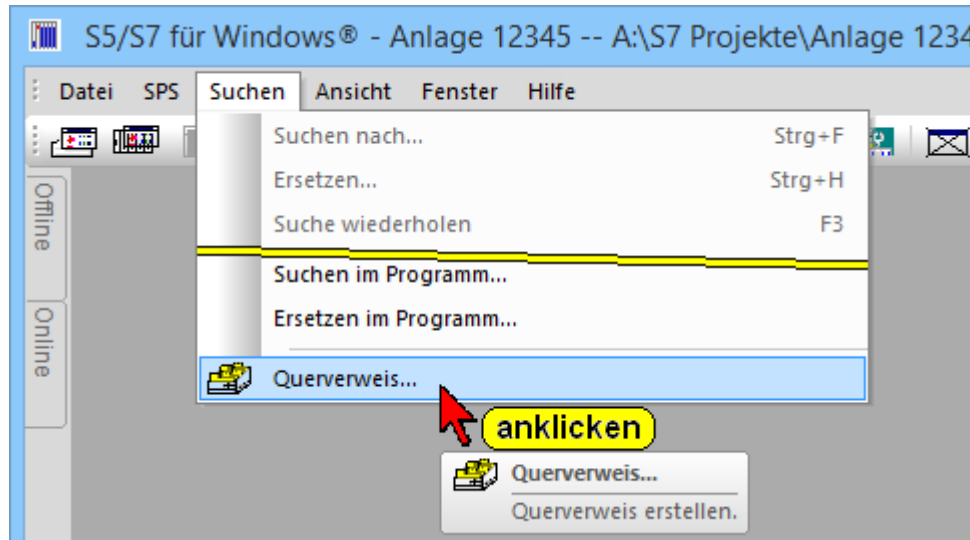 S5/S7 für Windows® - Anlage 12345 -- A:\S7 Projekte\Anlage 1234
Datei SPS Suchen Ansicht Fenster Hilfe
Suchen nach... Strg+F
Ersetzen... Strg+H
Suche wiederholen F3
Suchen im Programm...
Ersetzen im Programm...
Querverweis...
anklicken
Querverweis...
Querverweis erstellen.
Offline
Online